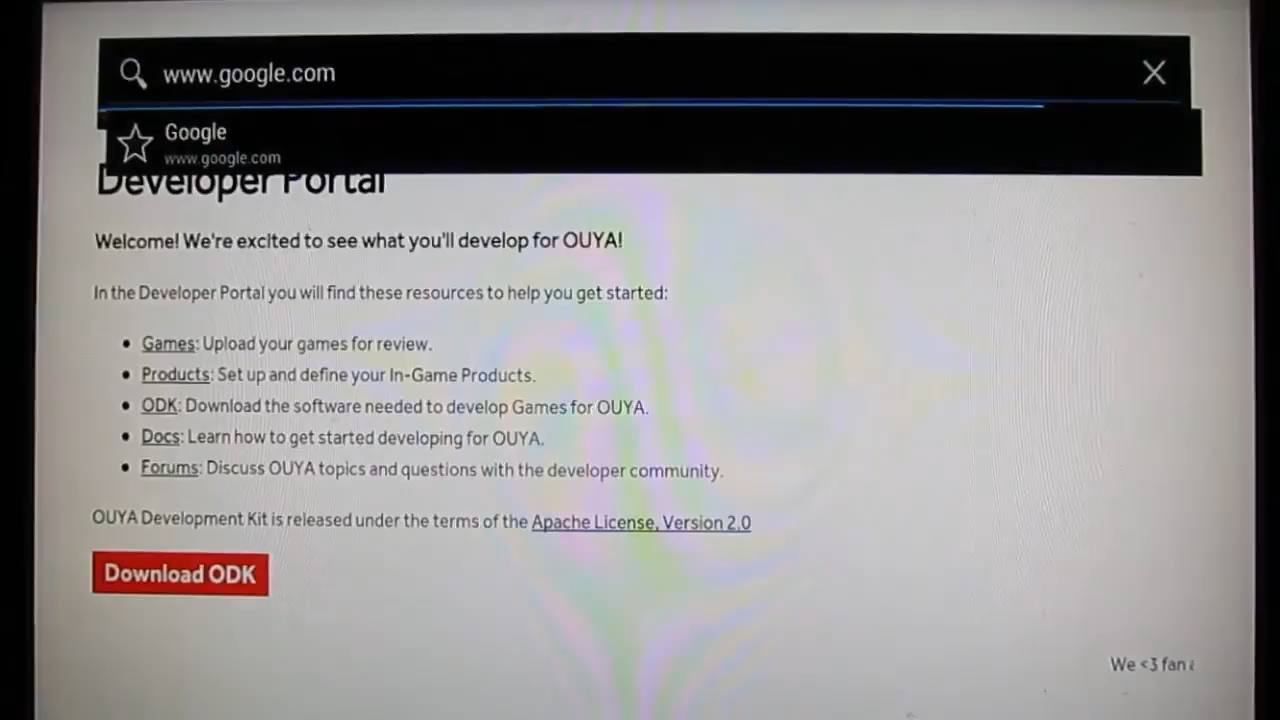 www.google.com
Google
www.google.com
Developer Portal
Welcome! We're excited to see what you'll develop for OUYA!
In the Developer Portal you will find these resources to help you get started:
• Games: Upload your games for review.
• Products: Set up and define your In-Game Products.
• ODK: Download the software needed to develop Games for OUYA.
• Docs: Learn how to get started developing for OUYA.
• Forums: Discuss OUYA topics and questions with the developer community.
OUYA Development Kit is released under the terms of the Apache License, Version 2.0
Download ODK
We <3 fan